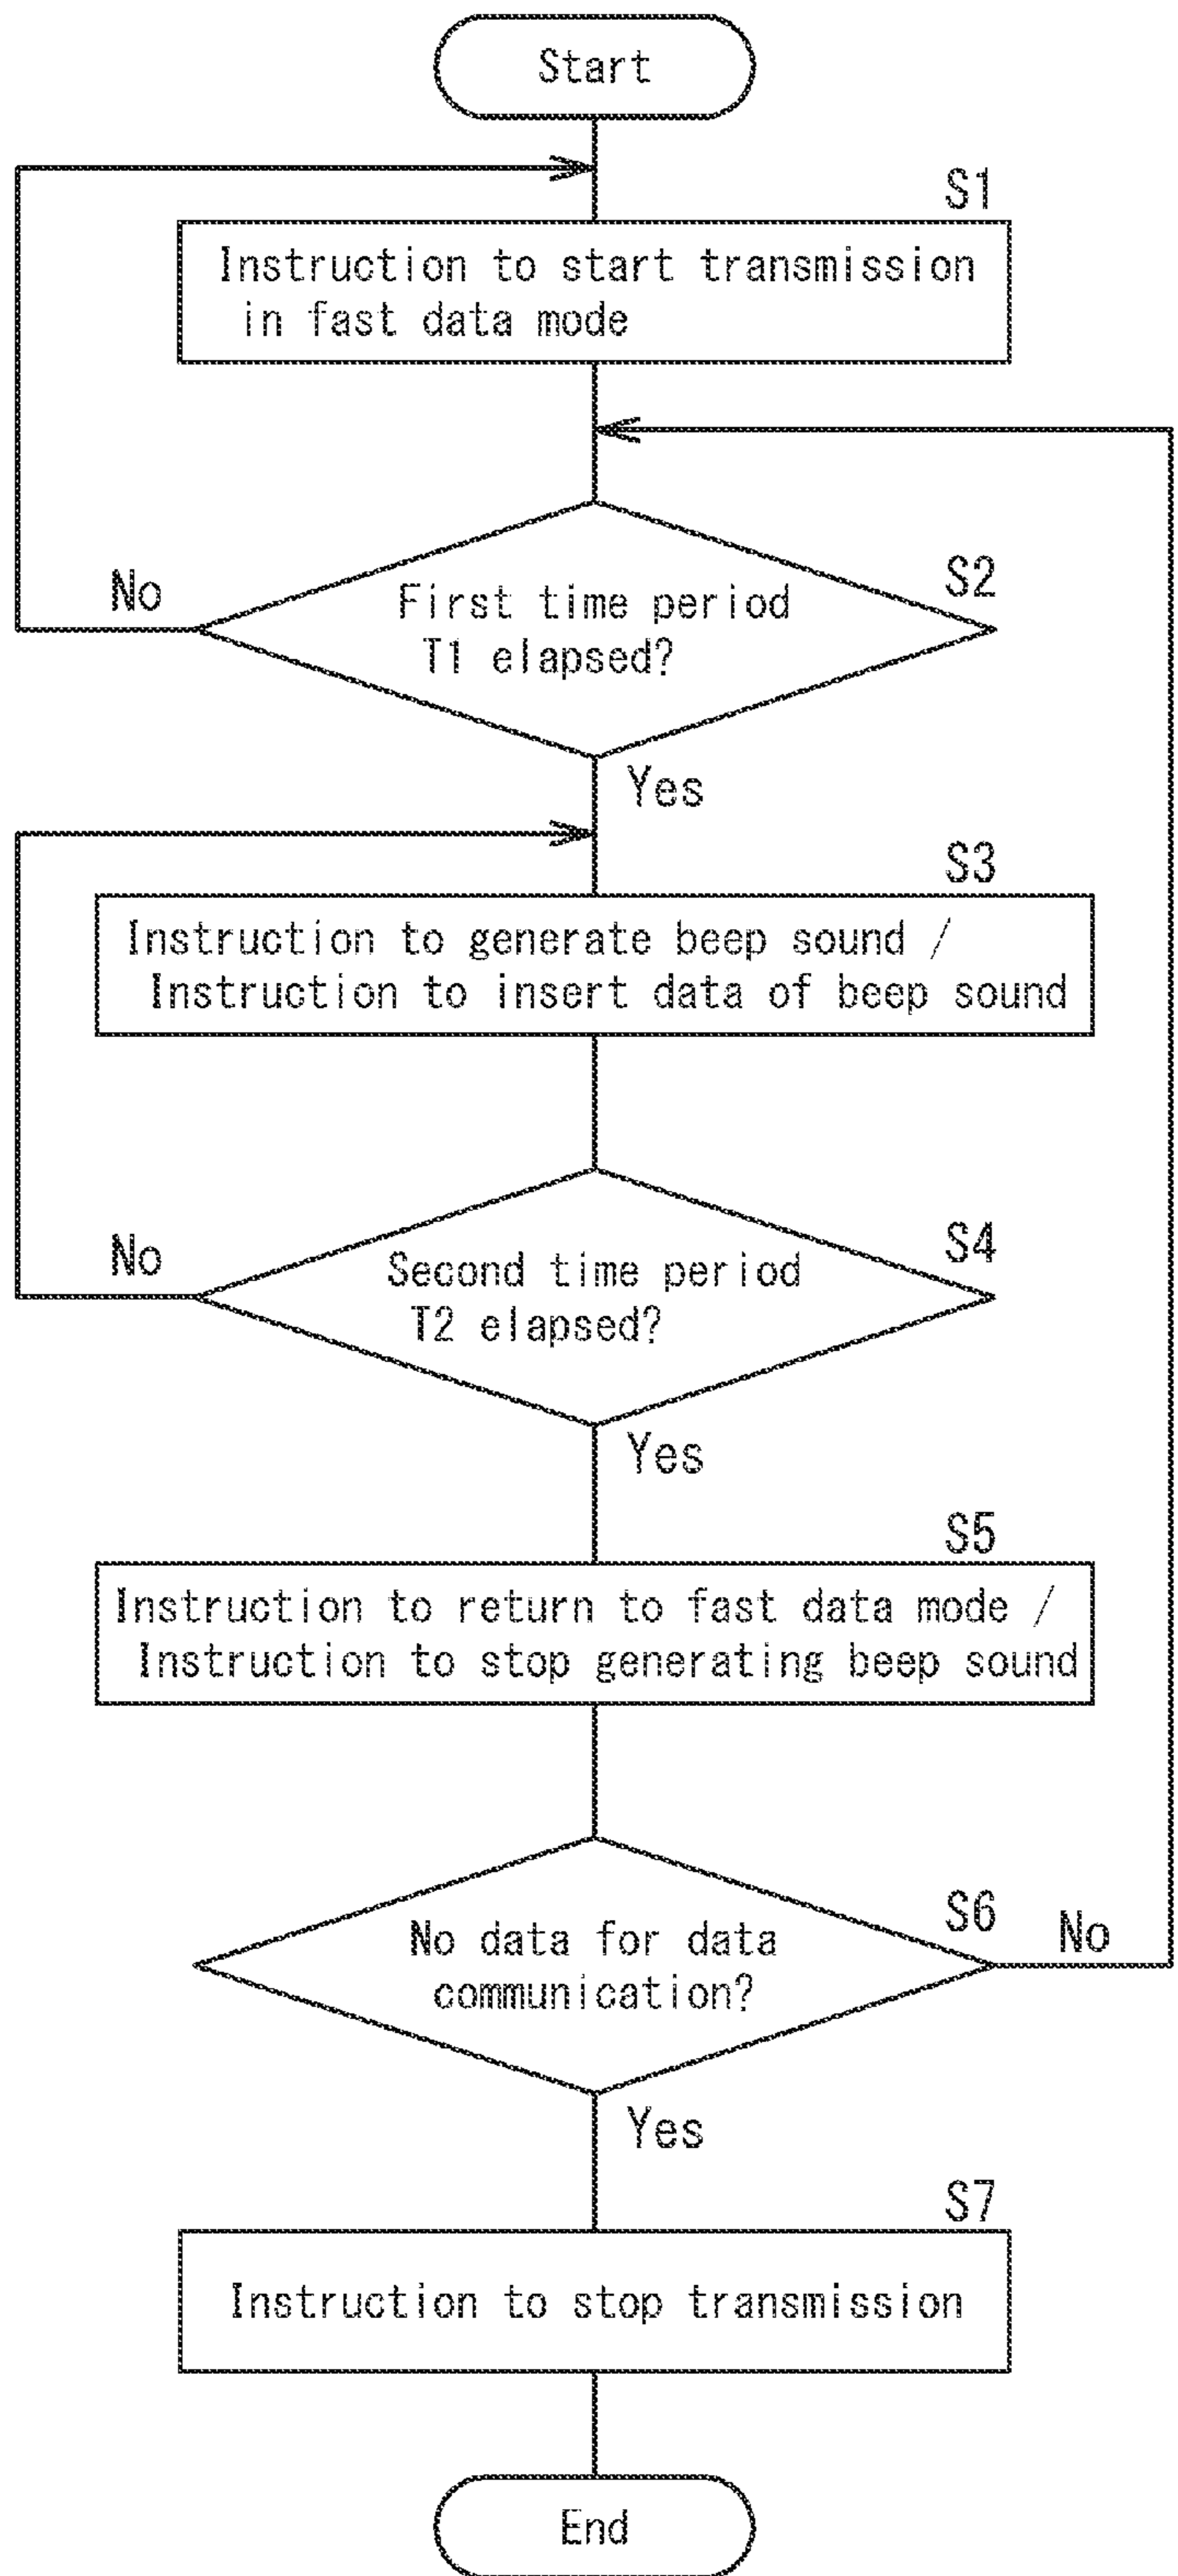 Start
S1
Instruction to start transmission
in fast data mode
S2
No
First time period
T1 elapsed?
Yes
S3
Instruction to generate beep sound /
Instruction to insert data of beep sound
S4
No
Second time period
T2 elapsed?
Yes
S5
Instruction to return to fast data mode /
Instruction to stop generating beep sound
S6
No
No data for data
communication?
Yes
S7
Instruction to stop transmission
End